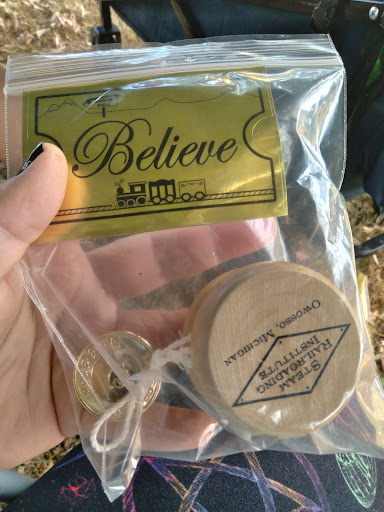 Believe
STEAM
RAILROADING
INSTITUTE
OWOSSO, MICHIGAN